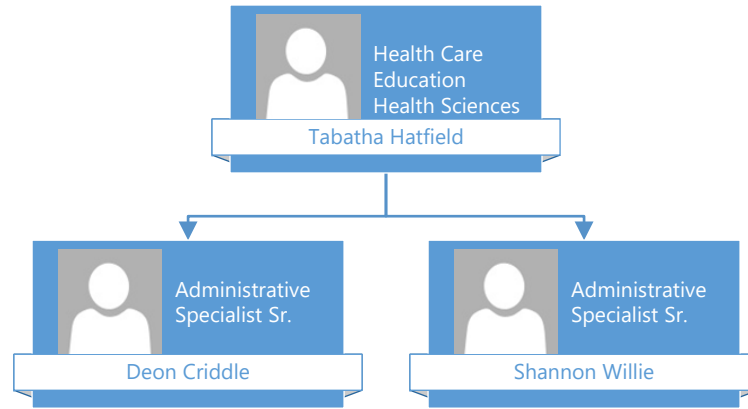 Health Care
Education
Health Sciences
Tabatha Hatfield
Administrative
Specialist Sr.
Deon Criddle
Administrative
Specialist Sr.
Shannon Willie